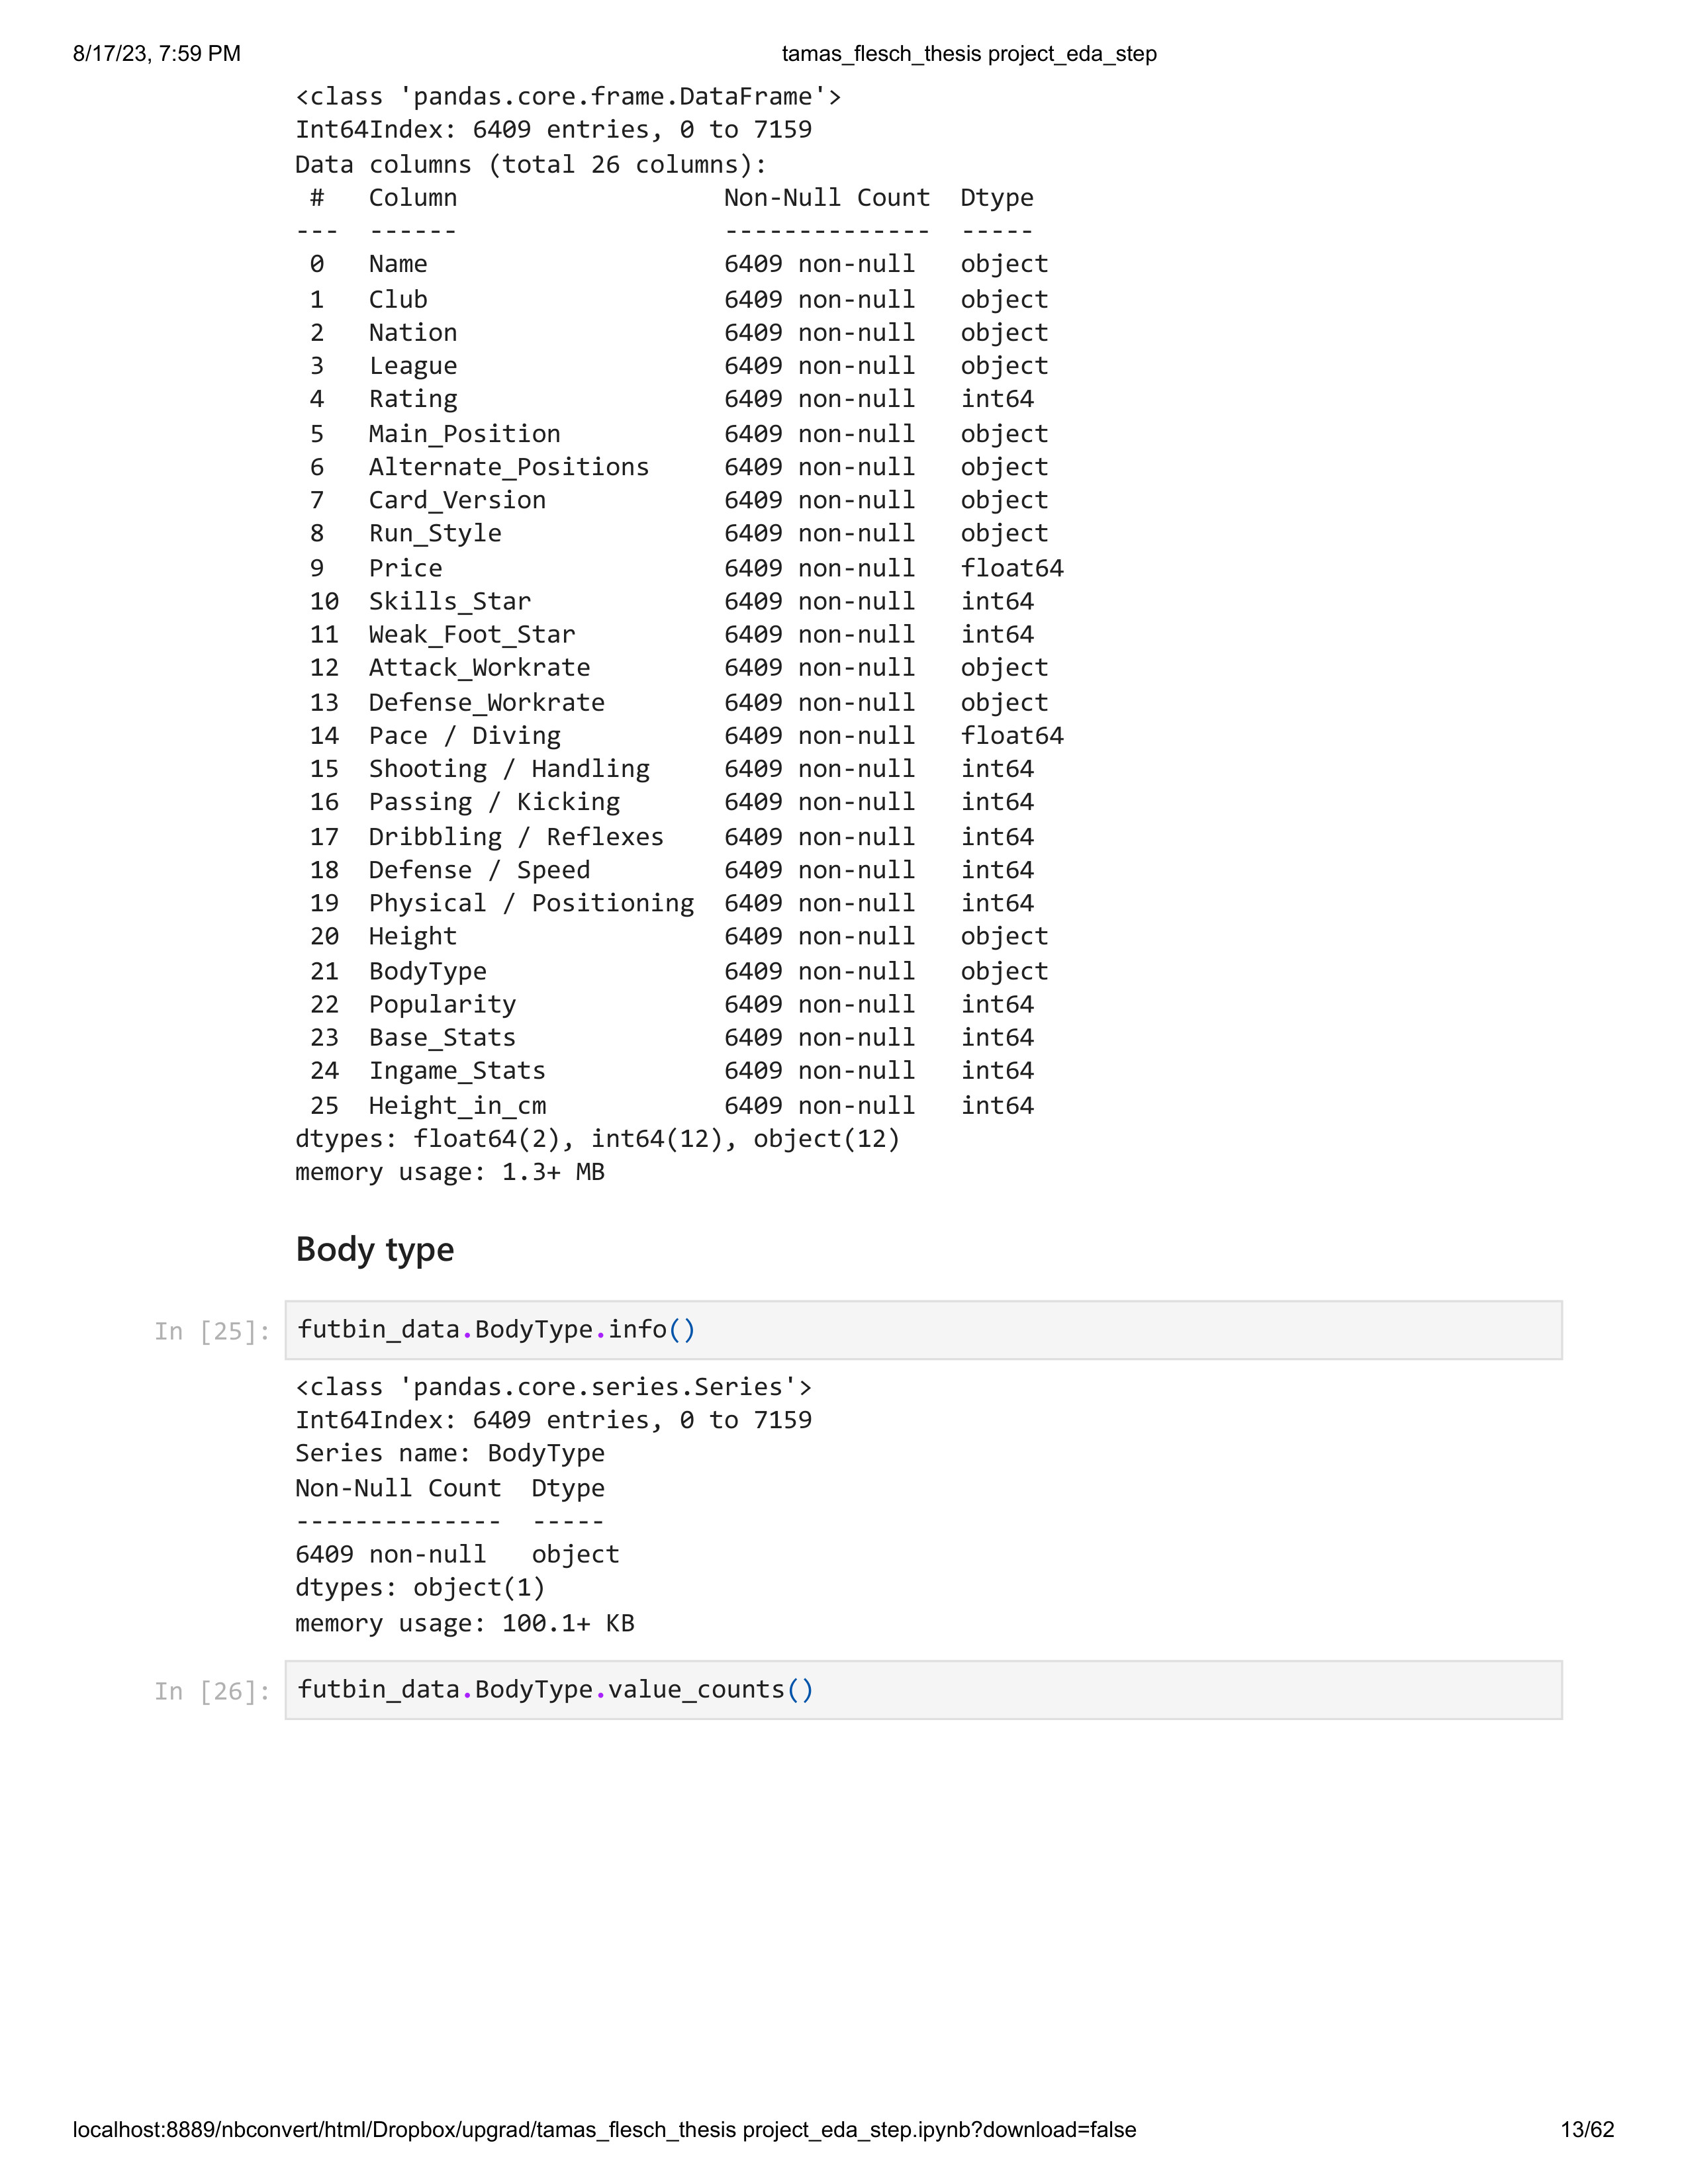 8/17/23, 7:59 PM tamas_flesch_thesis project_eda_step
<class 'pandas.core.frame.DataFrame'>
Int64Index: 6409 entries, 0 to 7159
Data columns (total 26 columns):
 #   Column                  Non-Null Count  Dtype
---  ------                  --------------  -----
 0   Name                    6409 non-null   object
 1   Club                    6409 non-null   object
 2   Nation                  6409 non-null   object
 3   League                  6409 non-null   object
 4   Rating                  6409 non-null   int64
 5   Main_Position           6409 non-null   object
 6   Alternate_Positions     6409 non-null   object
 7   Card_Version            6409 non-null   object
 8   Run_Style               6409 non-null   object
 9   Price                   6409 non-null   float64
 10  Skills_Star             6409 non-null   int64
 11  Weak_Foot_Star          6409 non-null   int64
 12  Attack_Workrate         6409 non-null   object
 13  Defense_Workrate        6409 non-null   object
 14  Pace / Diving           6409 non-null   float64
 15  Shooting / Handling     6409 non-null   int64
 16  Passing / Kicking       6409 non-null   int64
 17  Dribbling / Reflexes    6409 non-null   int64
 18  Defense / Speed         6409 non-null   int64
 19  Physical / Positioning  6409 non-null   int64
 20  Height                  6409 non-null   object
 21  BodyType                6409 non-null   object
 22  Popularity              6409 non-null   int64
 23  Base_Stats              6409 non-null   int64
 24  Ingame_Stats            6409 non-null   int64
 25  Height_in_cm            6409 non-null   int64
dtypes: float64(2), int64(12), object(12)
memory usage: 1.3+ MB
Body type
In [25]: futbin_data.BodyType.info()
<class 'pandas.core.series.Series'>
Int64Index: 6409 entries, 0 to 7159
Series name: BodyType
Non-Null Count  Dtype
--------------  -----
6409 non-null   object
dtypes: object(1)
memory usage: 100.1+ KB
In [26]: futbin_data.BodyType.value_counts()
localhost:8889/nbconvert/html/Dropbox/upgrad/tamas_flesch_thesis project_eda_step.ipynb?download=false 13/62